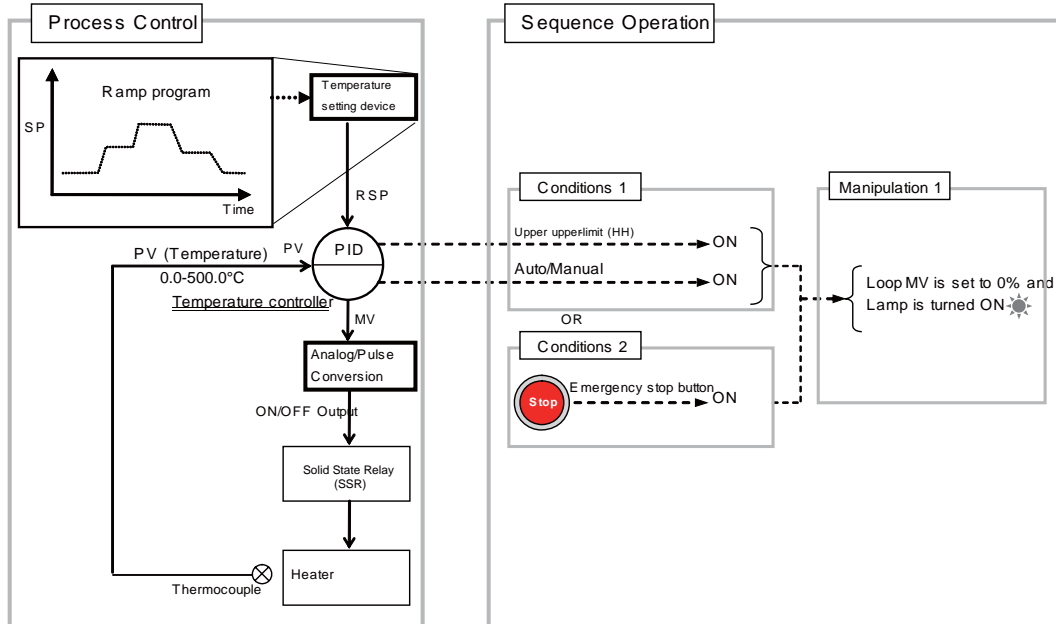 Process Control
Sequence Operation
Ramp program
SP
Time
Temperature
setting device
RSP
PV (Temperature)
PV
PID
0.0-500.0°C
Temperature controller
MV
Analog/Pulse
Conversion
ON/OFF Output
Solid State Relay
(SSR)
Heater
Thermocouple
Conditions 1
Upper upper-limit (HH)
ON
Auto/Manual
ON
OR
Conditions 2
Stop
Emergency stop button
ON
Manipulation 1
Loop MV is set to 0% and
Lamp is turned ON